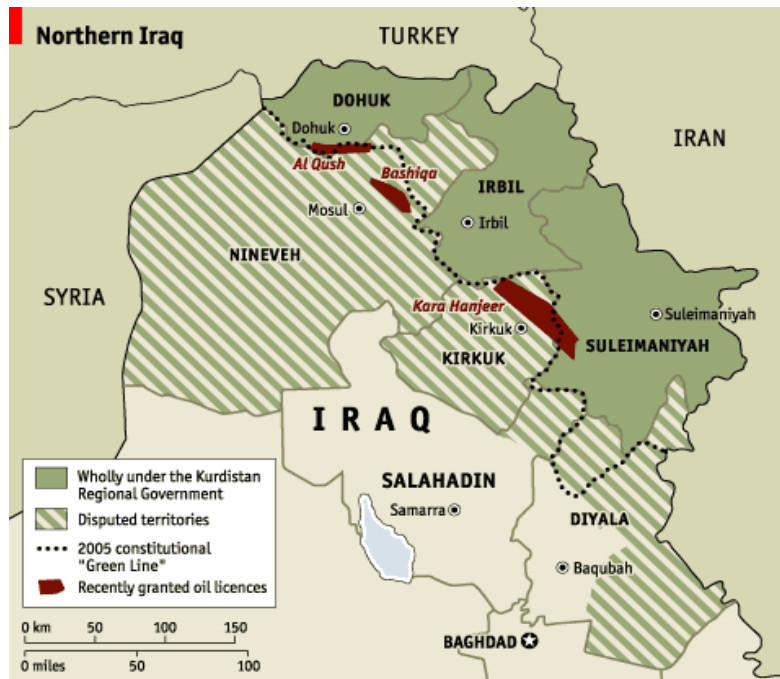 Northern Iraq
TURKEY
DOHUK
Dohuk
IRAN
Al Qush
Bashiqa
IRBIL
Mosul
Irbil
NINEVEH
SYRIA
Kara Hanjeer
Kirkuk
Suleimaniyah
SULEIMANIYAH
KIRKUK
IRAQ
SALAHADIN
Samarra
DIYALA
Baqubah
BAGHDAD
Wholly under the Kurdistan
Regional Government
Disputed territories
2005 constitutional
"Green Line"
Recently granted oil licences
0 km 50 100 150
0 miles 50 100